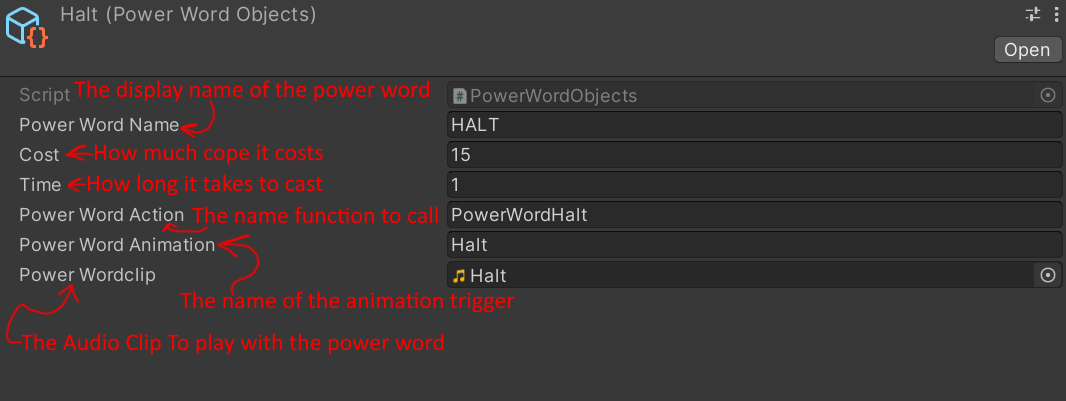 Halt (Power Word Objects)
Open
Script The display name of the power word PowerWordObjects
Power Word Name HALT
Cost How much cope it costs 15
Time How long it takes to cast 1
Power Word Action The name function to call PowerWordHalt
Power Word Animation Halt
Power Wordclip Halt
The name of the animation trigger
The Audio Clip To play with the power word